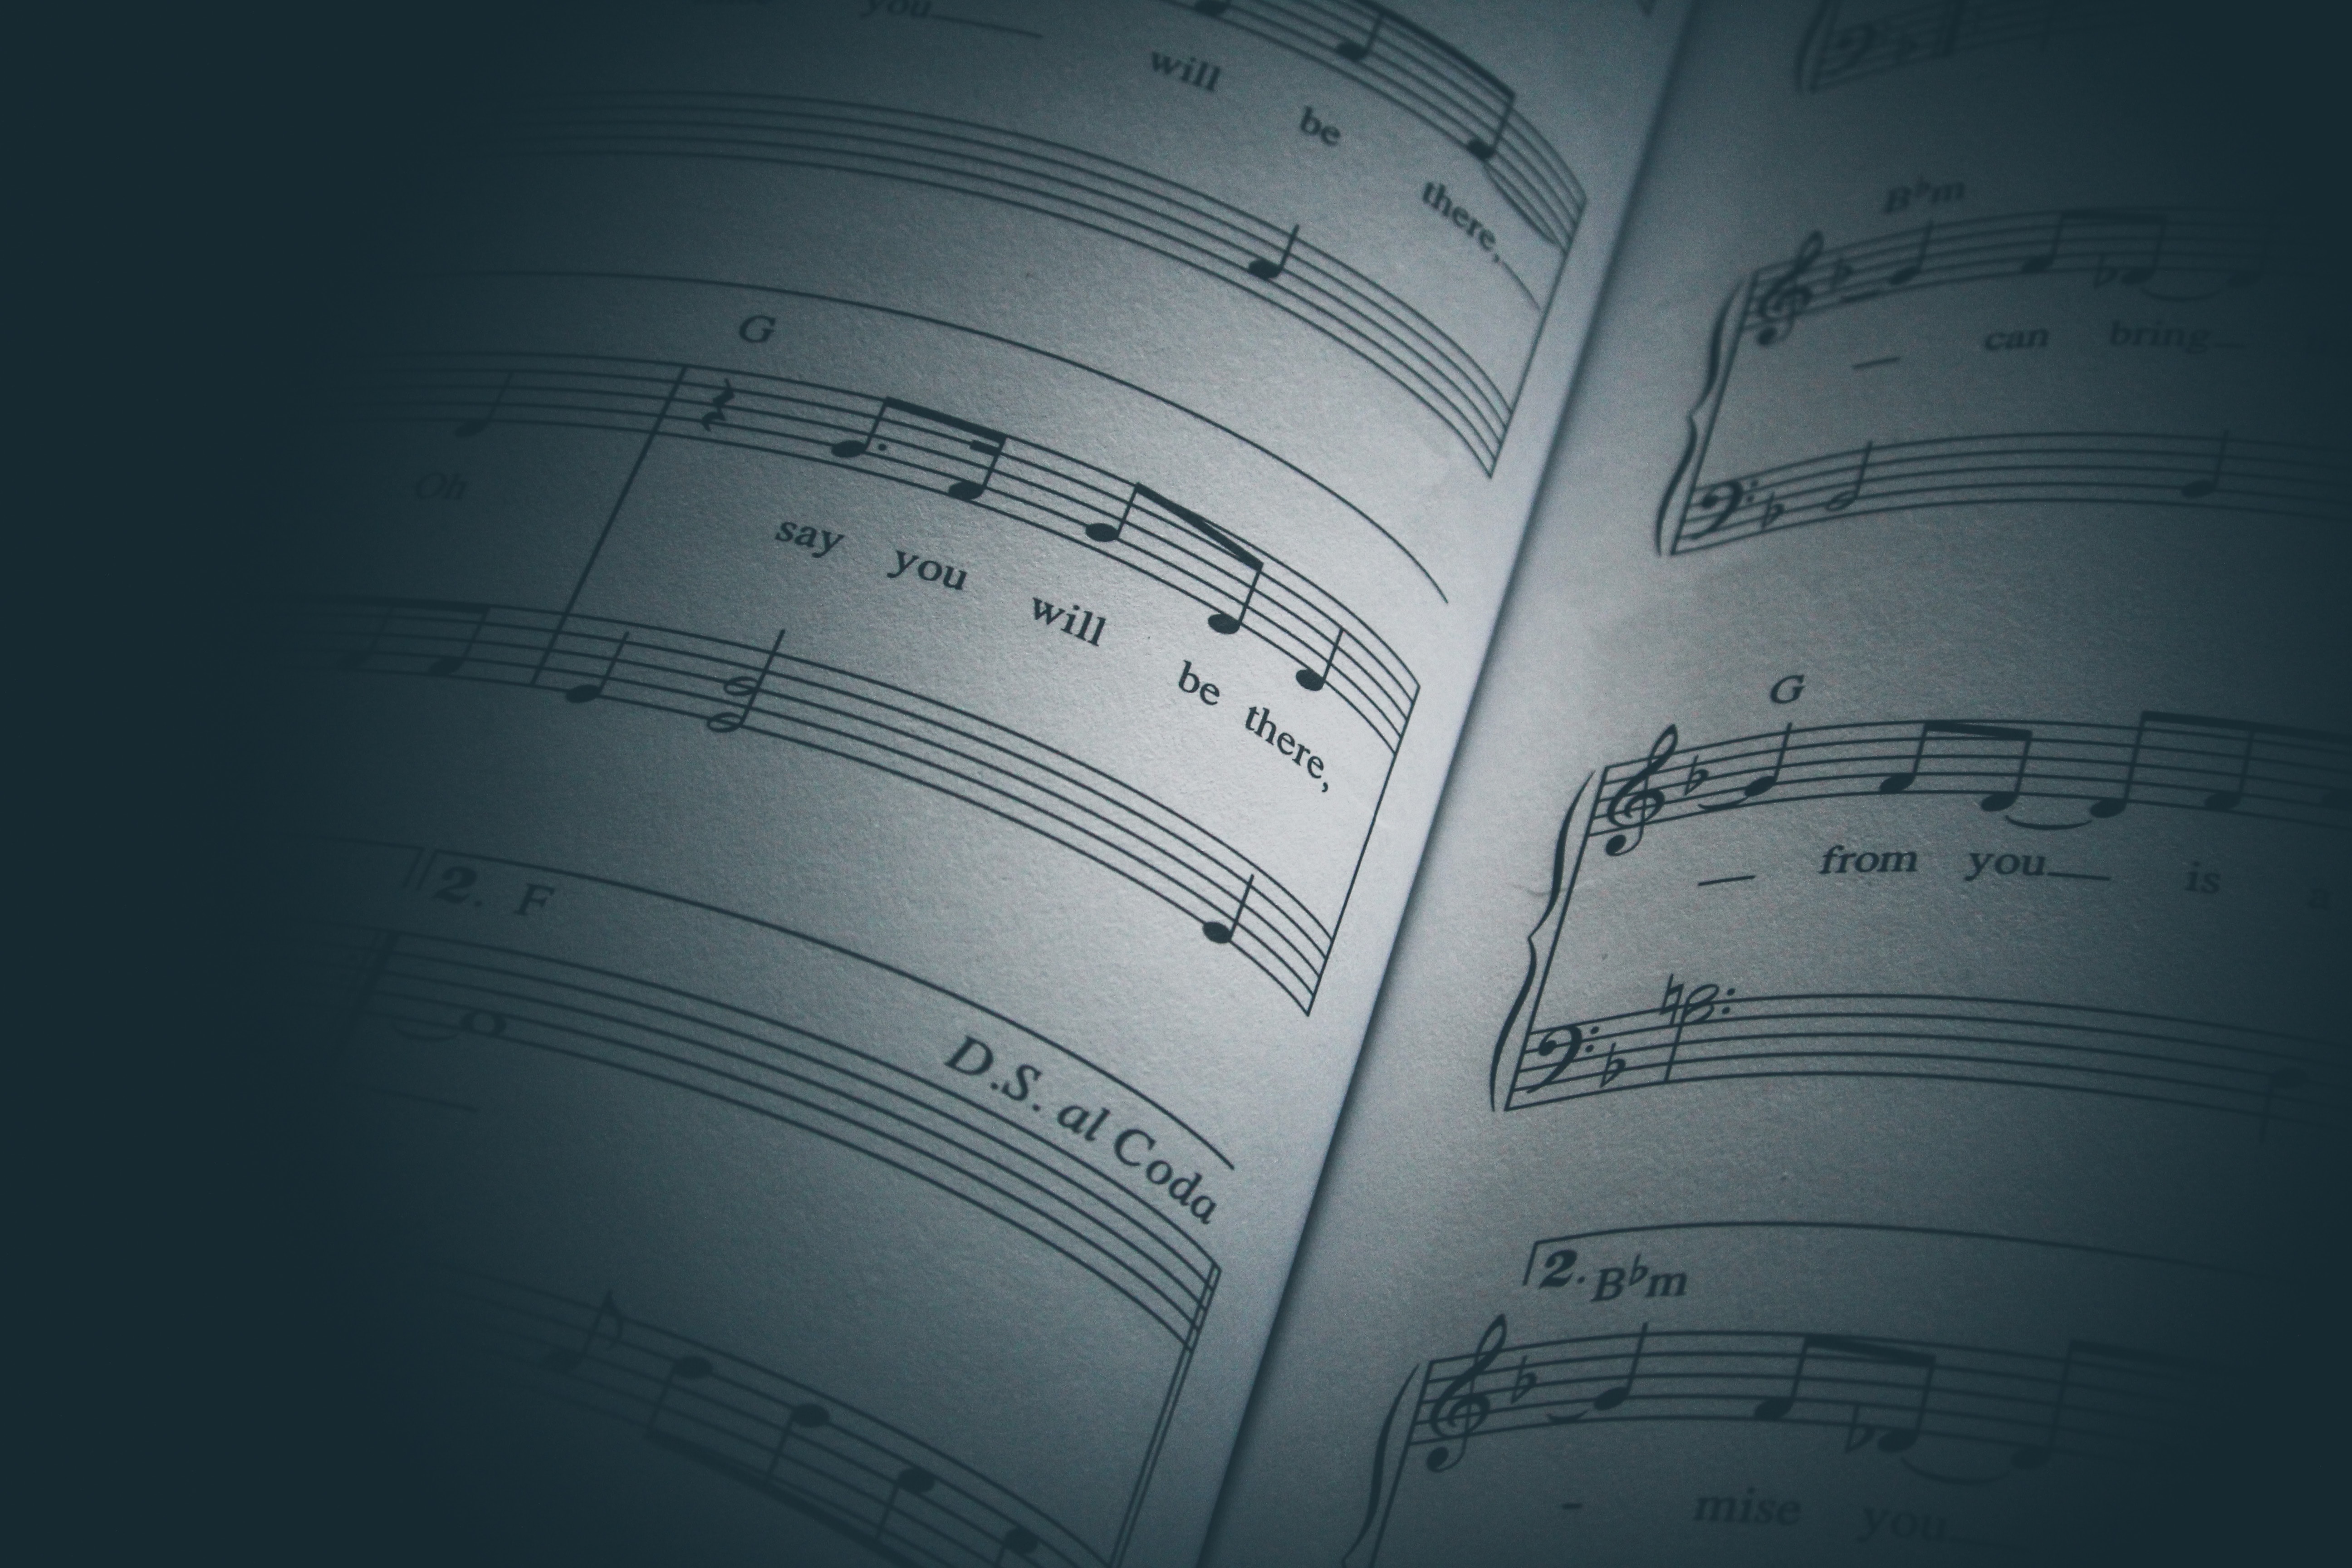 you
will be there,
G
Oh say you will be there,
2. F
D.S. al Coda
B♭m
can bring
G
from you is a
2. B♭m
- mise you